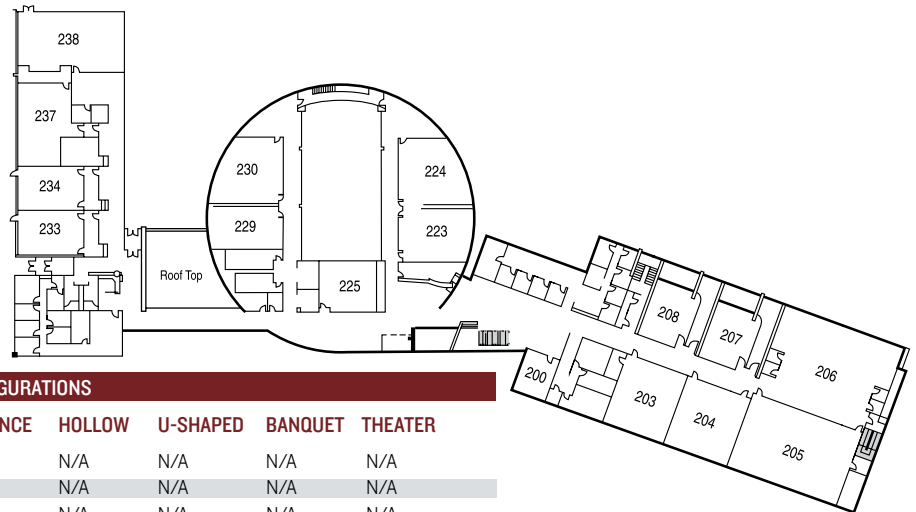 238
237
234
233
Roof Top
230
229
224
223
225
208
207
206
200
203
204
205
GURATIONS
NCE HOLLOW U-SHAPED BANQUET THEATER
N/A N/A N/A N/A
N/A N/A N/A N/A
N/A N/A N/A N/A